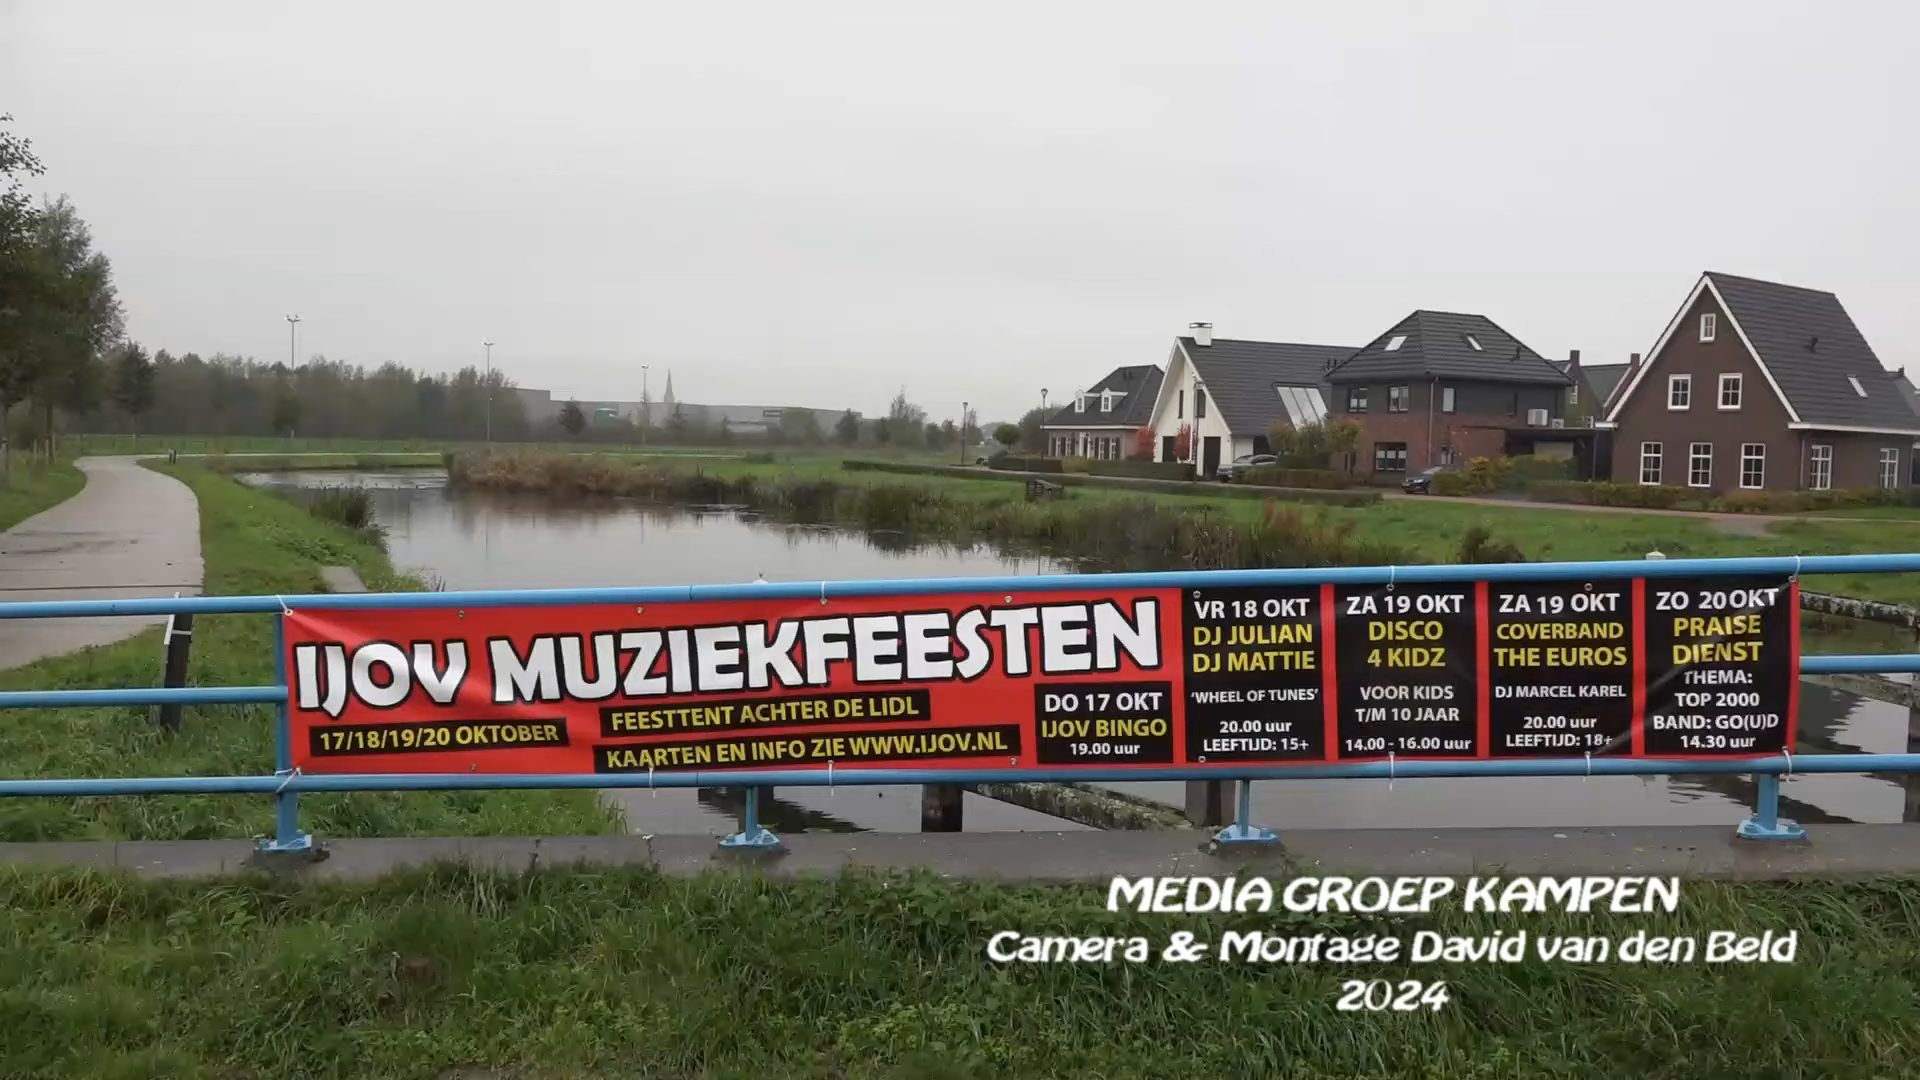 IJOV MUZIEKFEESTEN
17/18/19/20 OKTOBER
FEESTTENT ACHTER DE LIDL
KAARTEN EN INFO ZIE WWW.IJOV.NL
DO 17 OKT
IJOV BINGO
19.00 uur
VR 18 OKT
DJ JULIAN
DJ MATTIE
'WHEEL OF TUNES'
20.00 uur
LEEFTIJD: 15+
ZA 19 OKT
DISCO
4 KIDZ
VOOR KIDS
T/M 10 JAAR
14.00 - 16.00 uur
ZA 19 OKT
COVERBAND
THE EUROS
DJ MARCEL KAREL
20.00 uur
LEEFTIJD: 18+
ZO 20 OKT
PRAISE
DIENST
THEMA:
TOP 2000
BAND: GO(U)D
14.30 uur
MEDIA GROEP KAMPEN
Camera & Montage David van den Beld
2024